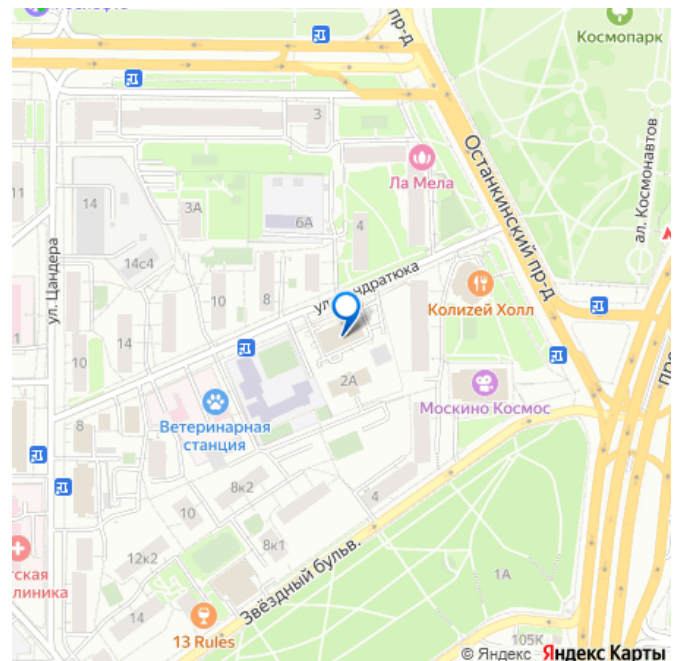 пр-д
Космопарк
3
Останкинский пр-д
ал. Космонавтов
Ла Мела
11
14
3А
6А
4
14с4
ул. Цандера
10
8
Колизей Холл
14
10
2А
Москино Космос
Ветеринарная
станция
8
8к2
10
4
8к1
12к2
Звёздный бульв.
1А
14
13 Rules
105К
© Яндекс Яндекс Карты